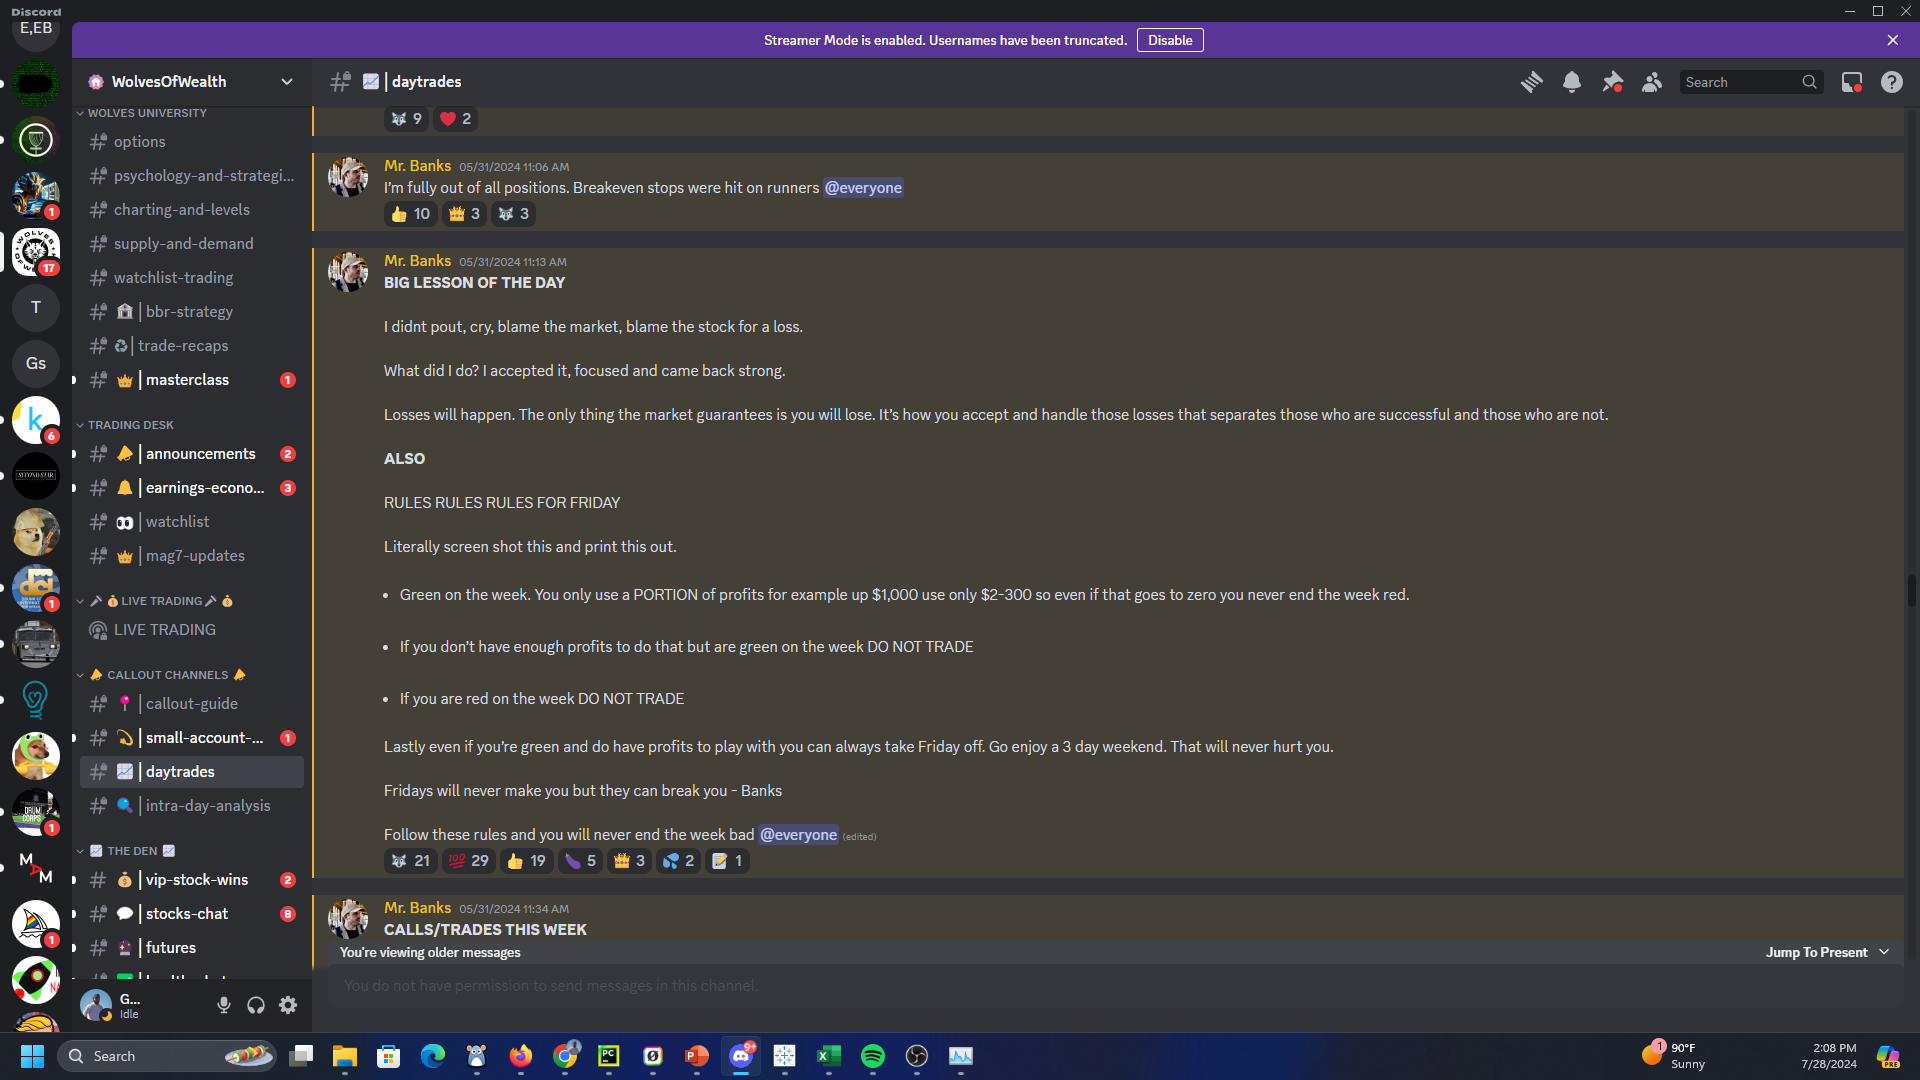 Discord
Streamer Mode is enabled. Usernames have been truncated. Disable
E,EB
1
WOLVES OF
17
T
Gs
k
6
SECOND STAR
dci
1
DRUM CORPS
1
M A M
1
WolvesOfWealth
WOLVES UNIVERSITY
options
psychology-and-strategi...
charting-and-levels
supply-and-demand
watchlist-trading
| bbr-strategy
| trade-recaps
| masterclass 1
TRADING DESK
| announcements 2
| earnings-econo... 3
| watchlist
| mag7-updates
LIVE TRADING
LIVE TRADING
CALLOUT CHANNELS
| callout-guide
| small-account-... 1
| daytrades
| intra-day-analysis
THE DEN
| vip-stock-wins 2
| stocks-chat 8
| futures
G...
Idle
| daytrades
Search
9 2
Mr. Banks 05/31/2024 11:06 AM
I'm fully out of all positions. Breakeven stops were hit on runners @everyone
10 3 3
Mr. Banks 05/31/2024 11:13 AM
BIG LESSON OF THE DAY
I didnt pout, cry, blame the market, blame the stock for a loss.
What did I do? I accepted it, focused and came back strong.
Losses will happen. The only thing the market guarantees is you will lose. It's how you accept and handle those losses that separates those who are successful and those who are not.
ALSO
RULES RULES RULES FOR FRIDAY
Literally screen shot this and print this out.
• Green on the week. You only use a PORTION of profits for example up $1,000 use only $2-300 so even if that goes to zero you never end the week red.
• If you don't have enough profits to do that but are green on the week DO NOT TRADE
• If you are red on the week DO NOT TRADE
Lastly even if you're green and do have profits to play with you can always take Friday off. Go enjoy a 3 day weekend. That will never hurt you.
Fridays will never make you but they can break you - Banks
Follow these rules and you will never end the week bad @everyone (edited)
21 29 19 5 3 2 1
Mr. Banks 05/31/2024 11:34 AM
CALLS/TRADES THIS WEEK
You're viewing older messages Jump To Present
You do not have permission to send messages in this channel.
Search
PC
9+
1
90°F
Sunny
2:08 PM
7/28/2024
PRE